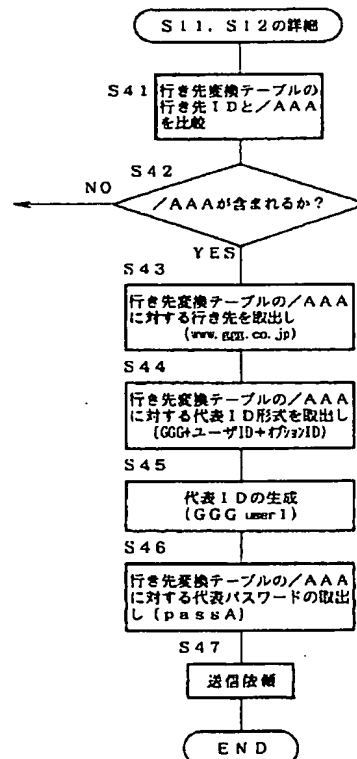 S11，S12の詳細
S41
行き先変換テーブルの
行き先IDと／AAA
を比較
S42
NO
／AAAが含まれるか？
YES
S43
行き先変換テーブルの／AAA
に対する行き先を取出し
(www.ggg.co.jp)
S44
行き先変換テーブルの／AAA
に対する代表ID形式を取出し
(GGG+ユーザID+オプションID)
S45
代表IDの生成
(GGG user1)
S46
行き先変換テーブルの／AAA
に対する代表パスワードの取出
し(passA)
S47
送信依頼
END